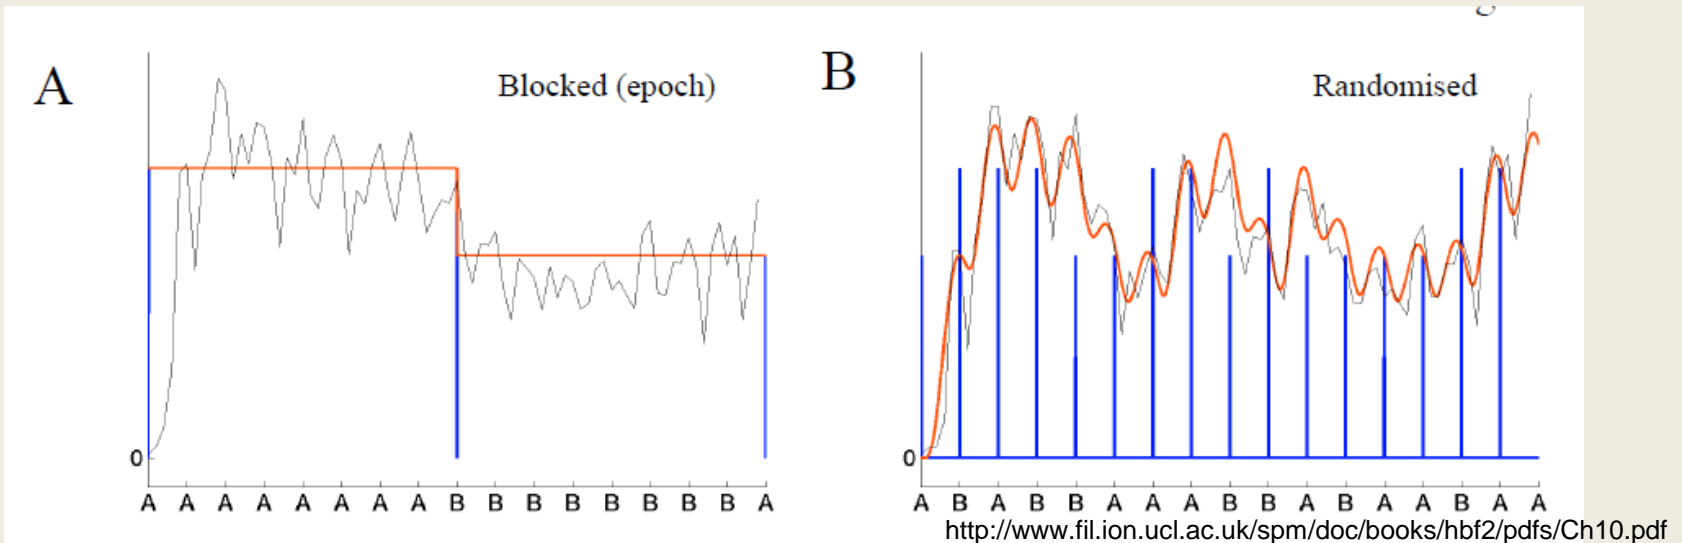 A
Blocked (epoch)
0
A A A A A A A A B B B B B B B B A
B
Randomised
0
A B A B B A A A B B A B A A B A A
http://www.fil.ion.ucl.ac.uk/spm/doc/books/hbf2/pdfs/Ch10.pdf